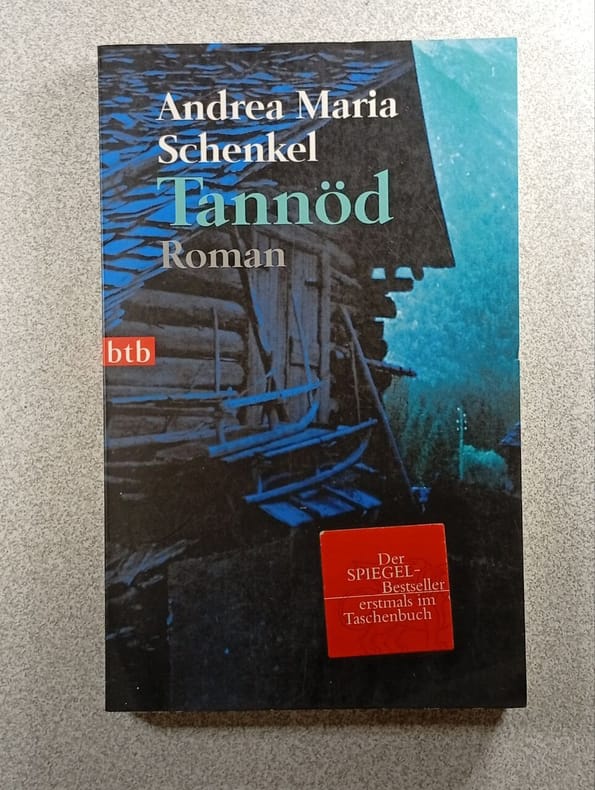 Andrea Maria
Schenkel
Tannöd
Roman
btb
Der
SPIEGEL-
Bestseller
erstmals im
Taschenbuch